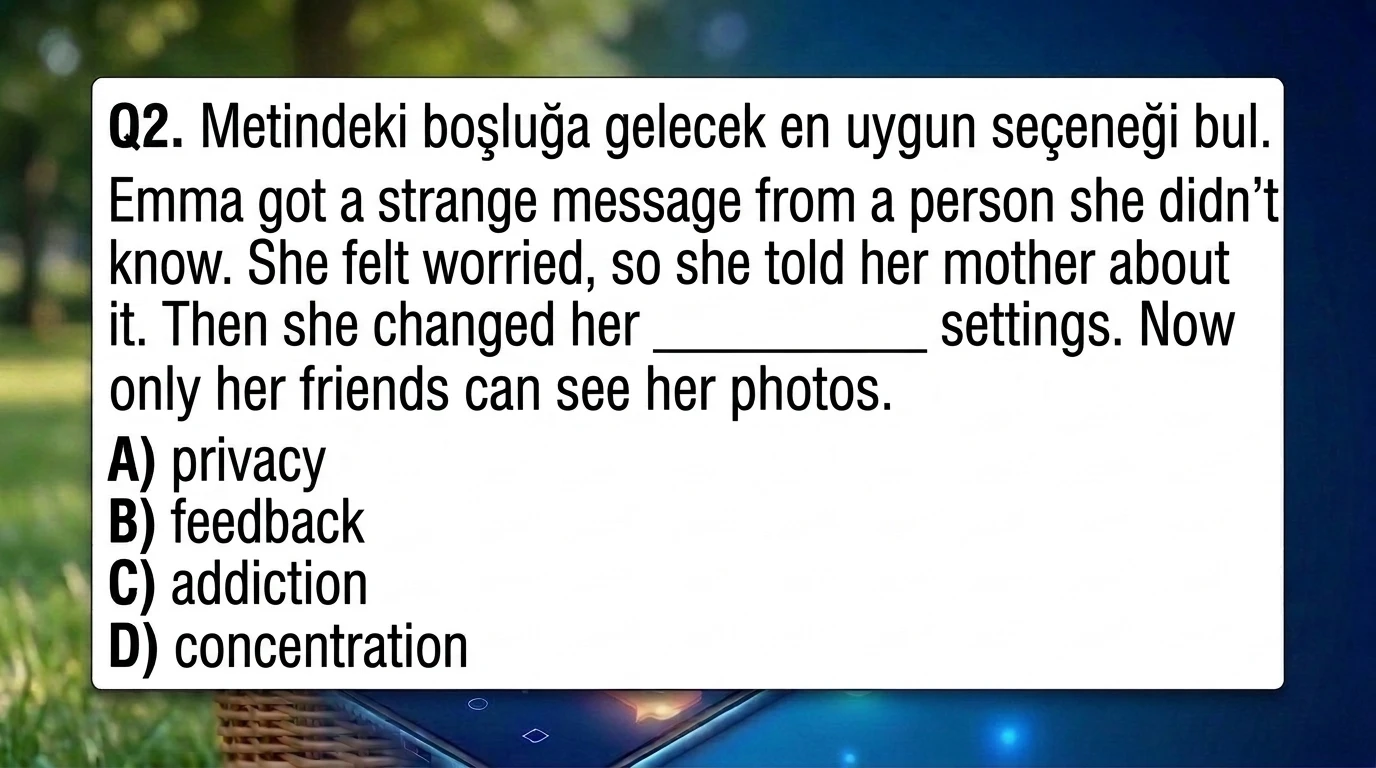 Q2. Metindeki boşluğa gelecek en uygun seçeneği bul.
Emma got a strange message from a person she didn’t
know. She felt worried, so she told her mother about
it. Then she changed her __________ settings. Now
only her friends can see her photos.
A) privacy
B) feedback
C) addiction
D) concentration